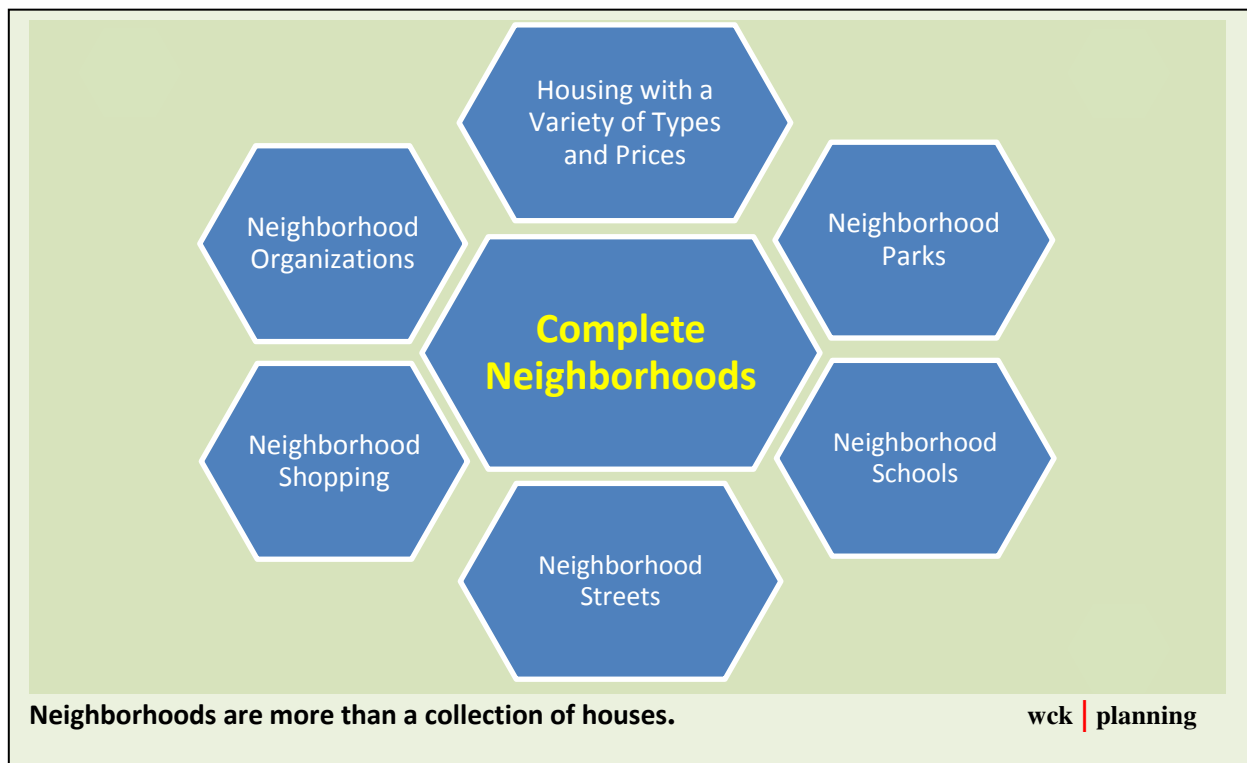 Housing with a
Variety of Types
and Prices
Neighborhood
Organizations
Neighborhood
Parks
Complete
Neighborhoods
Neighborhood
Shopping
Neighborhood
Schools
Neighborhood
Streets
Neighborhoods are more than a collection of houses.
wck | planning